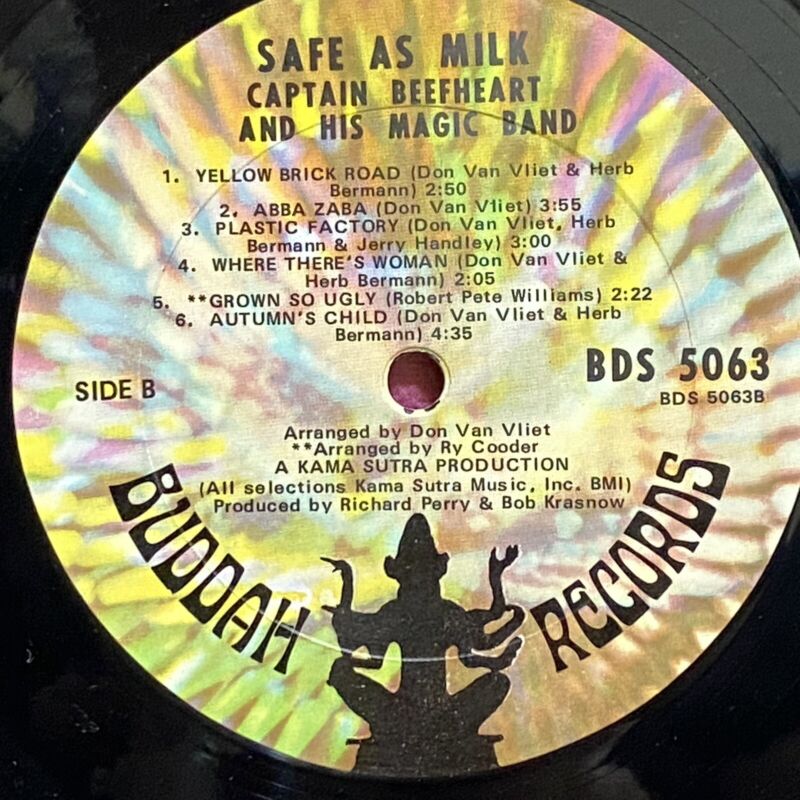 SAFE AS MILK
CAPTAIN BEEFHEART
AND HIS MAGIC BAND
1. YELLOW BRICK ROAD (Don Van Vliet & Herb
Bermann) 2:50
2. ABBA ZABA (Don Van Vliet) 3:55
3. PLASTIC FACTORY (Don Van Vliet, Herb
Bermann & Jerry Handley) 3:00
4. WHERE THERE'S WOMAN (Don Van Vliet &
Herb Bermann) 2:05
5. **GROWN SO UGLY (Robert Pete Williams) 2:22
6. AUTUMN'S CHILD (Don Van Vliet & Herb
Bermann) 4:35
BDS 5063
SIDE B
BDS 5063B
Arranged by Don Van Vliet
**Arranged by Ry Cooder
A KAMA SUTRA PRODUCTION
(All selections Kama Sutra Music, Inc. BMI)
Produced by Richard Perry & Bob Krasnow
BUDDAH RECORDS